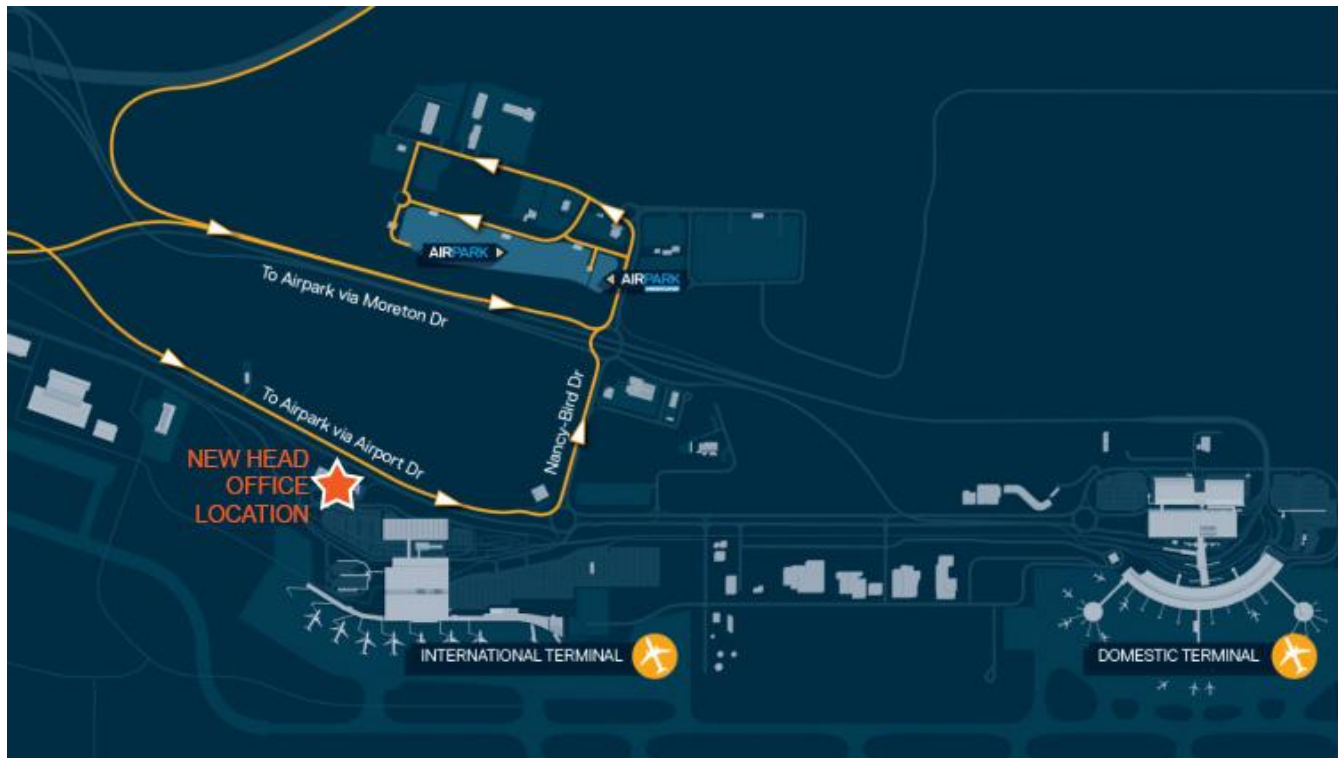 AIRPARK
AIRPARK
To Airpark via Moreton Dr
Nancy-Bird Dr
To Airpark via Airport Dr
NEW HEAD
OFFICE
LOCATION
INTERNATIONAL TERMINAL
DOMESTIC TERMINAL